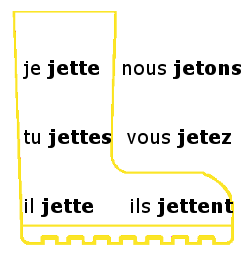 je jette nous jetons
tu jettes vous jetez
il jette ils jettent